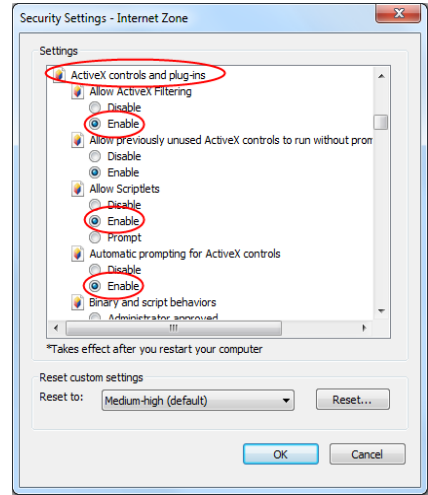 Security Settings - Internet Zone
Settings
ActiveX controls and plug-ins
Allow ActiveX Filtering
Disable
Enable
Allow previously unused ActiveX controls to run without prom
Disable
Enable
Allow Scriptlets
Disable
Enable
Prompt
Automatic prompting for ActiveX controls
Disable
Enable
Binary and script behaviors
Administrator approved
*Takes effect after you restart your computer
Reset custom settings
Reset to: Medium-high (default) Reset...
OK Cancel